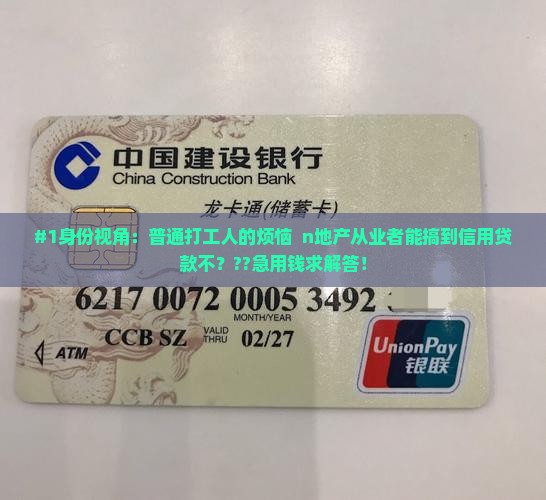 中国建设银行
China Construction Bank
龙卡通(储蓄卡)
#1身份视角：普通打工人的烦恼 n地产从业者能搞到信用贷
款不？??急用钱求解答！
6217 0072 0005 3492
MONTH/YEAR
CCB SZ VALID THRU 02/27
ATM
UnionPay
银联